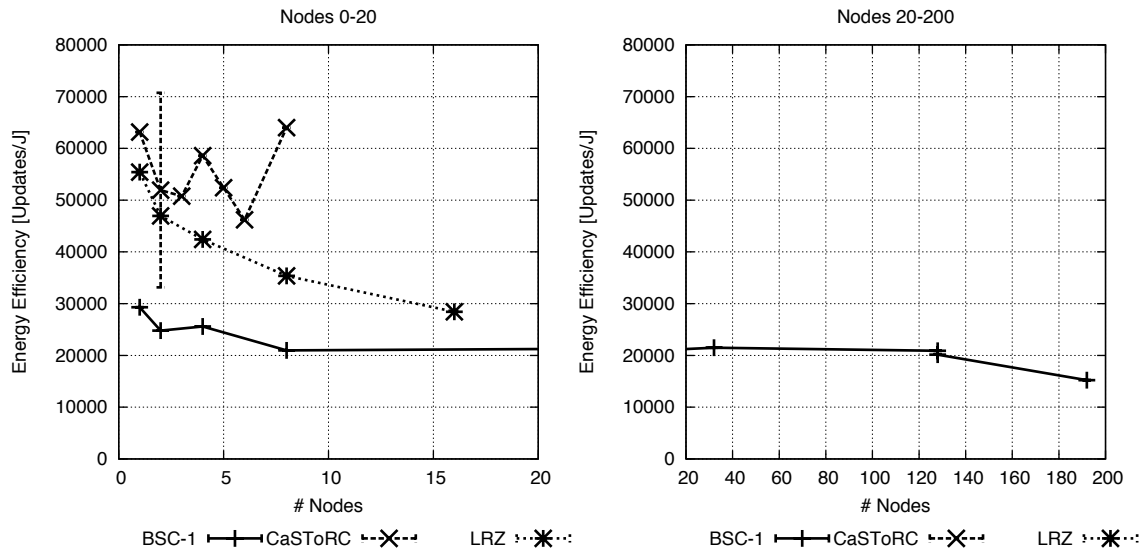 Nodes 0-20
80000
70000
60000
50000
40000
30000
20000
10000
0
Energy Efficiency [Updates/J]
0 5 10 15 20
# Nodes
BSC-1 CaSToRC LRZ
Nodes 20-200
80000
70000
60000
50000
40000
30000
20000
10000
0
Energy Efficiency [Updates/J]
20 40 60 80 100 120 140 160 180 200
# Nodes
BSC-1 CaSToRC LRZ